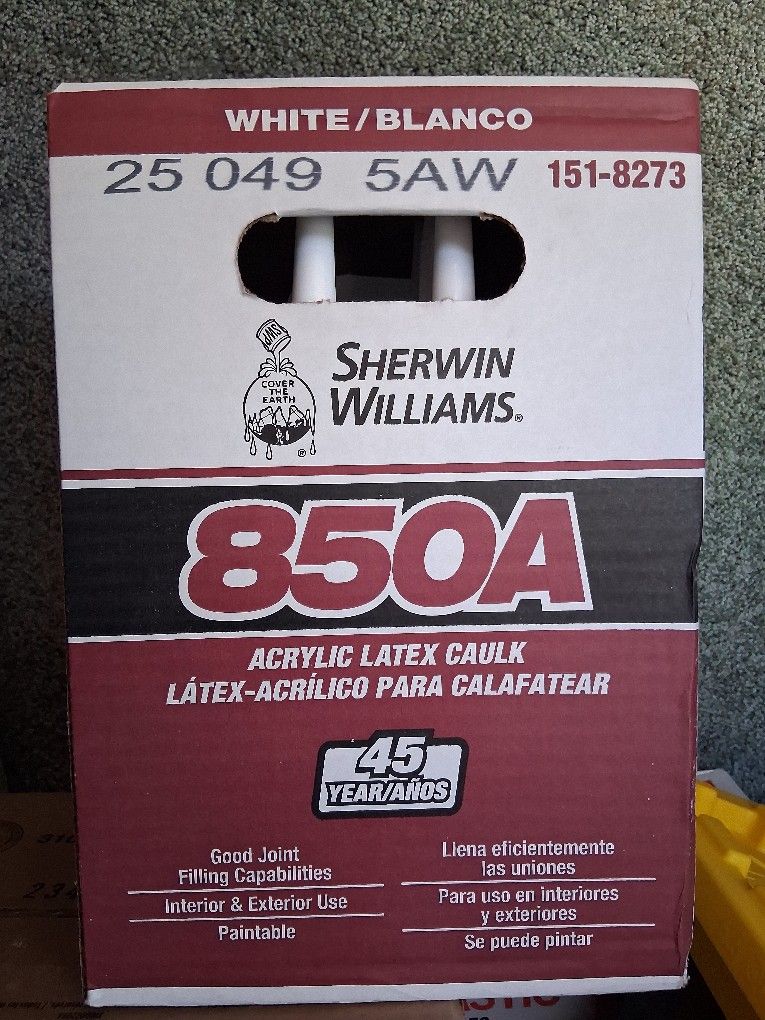 WHITE/BLANCO
25 049 5AW 151-8273
SWP
COVER
THE
EARTH
®
SHERWIN
WILLIAMS®
850A
ACRYLIC LATEX CAULK
LÁTEX-ACRÍLICO PARA CALAFATEAR
45
YEAR/AÑOS
Good Joint
Filling Capabilities
Interior & Exterior Use
Paintable
Llena eficientemente
las uniones
Para uso en interiores
y exteriores
Se puede pintar